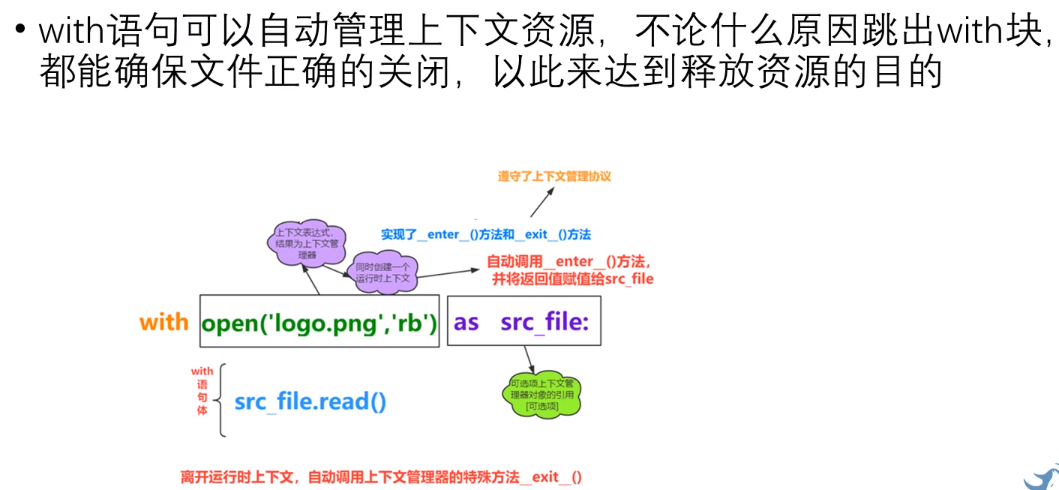 • with语句可以自动管理上下文资源，不论什么原因跳出with块，
都能确保文件正确的关闭，以此来达到释放资源的目的
遵守了上下文管理协议
上下文表达式，
结果为上下文管
理器
实现了__enter__()方法和__exit__()方法
同时创建一个
运行时上下文
自动调用__enter__()方法，
并将返回值赋值给src_file
with open('logo.png','rb') as src_file:
with
语
句
体
src_file.read()
可选项上下文管
理器对象的引用
[可选项]
离开运行时上下文，自动调用上下文管理器的特殊方法__exit__()